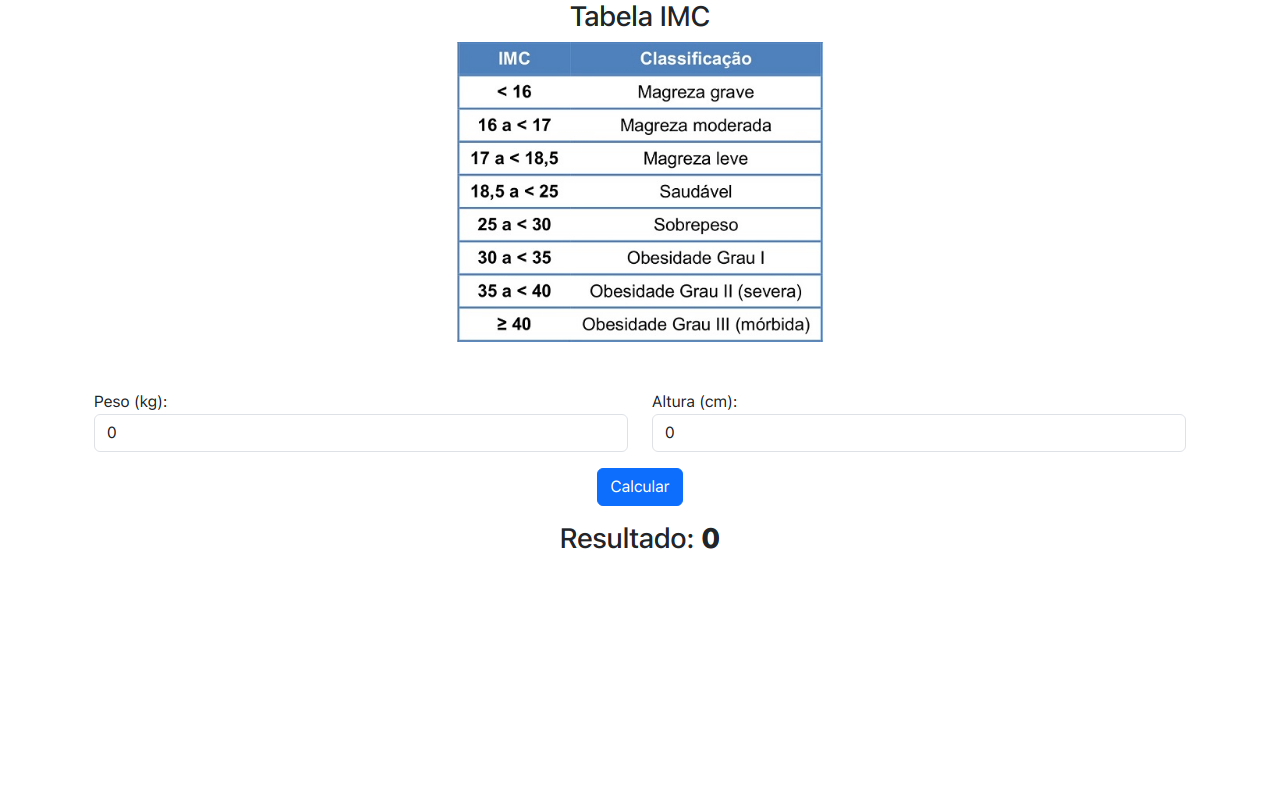 Tabela IMC
IMC Classificação
< 16 Magreza grave
16 a < 17 Magreza moderada
17 a < 18,5 Magreza leve
18,5 a < 25 Saudável
25 a < 30 Sobrepeso
30 a < 35 Obesidade Grau I
35 a < 40 Obesidade Grau II (severa)
≥ 40 Obesidade Grau III (mórbida)
Peso (kg): Altura (cm):
0 0
Calcular
Resultado: 0